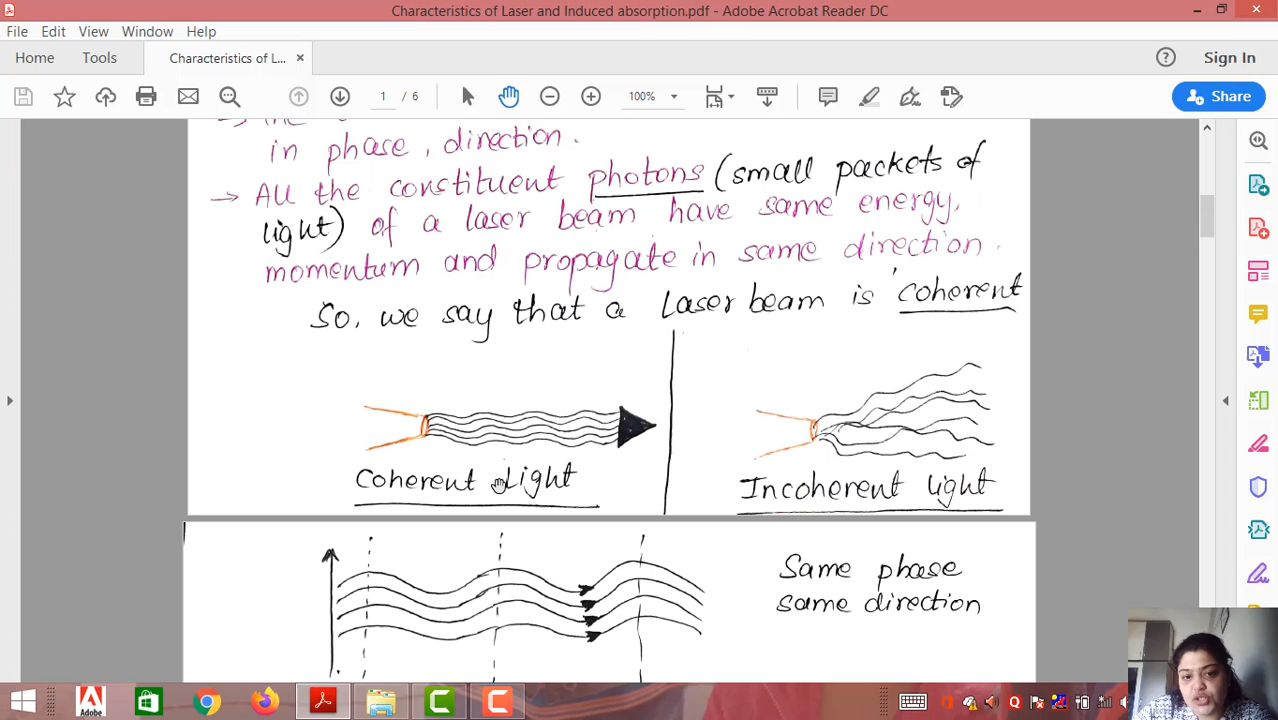 Characteristics of Laser and Induced absorption.pdf - Adobe Acrobat Reader DC
File Edit View Window Help
Home Tools Characteristics of L... ×
Sign In
1 / 6
100%
Share
in phase, direction.
→ All the constituent photons (small packets of
light) of a laser beam have same energy,
momentum and propagate in same direction.
So, we say that a Laser beam is 'coherent
Coherent Light
Incoherent light
Same phase
same direction
Adobe